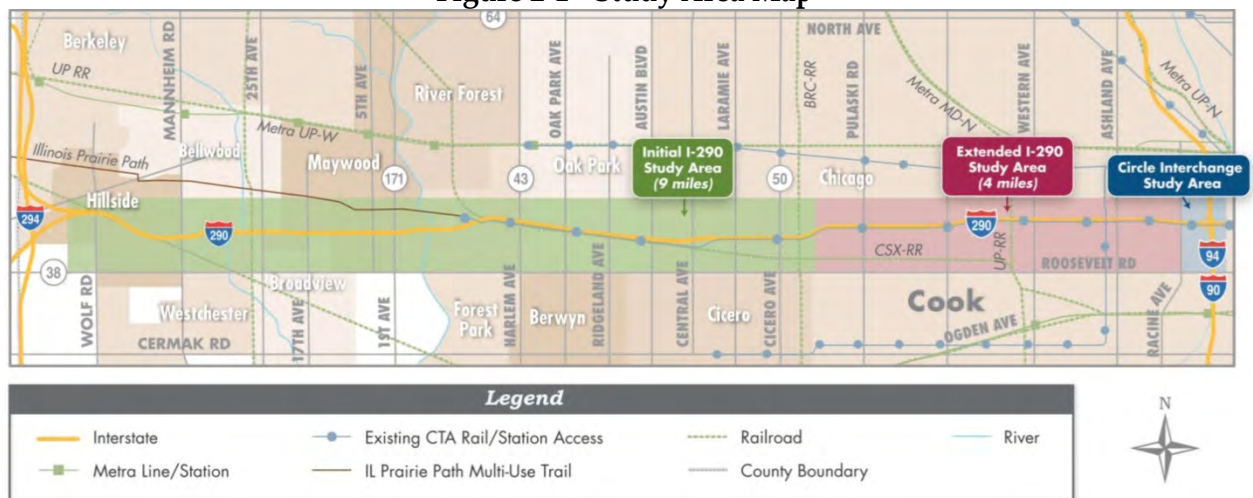 Figure 2-1 Study Area Map
64
NORTH AVE
Berkeley
UP RR
MANNHEIM RD
25TH AVE
5TH AVE
River Forest
OAK PARK AVE
AUSTIN BLVD
LARAMIE AVE
BRC-RR
PULASKI RD
Metra MD-N
WESTERN AVE
ASHLAND AVE
Metra UP-N
Metra UP-W
Illinois Prairie Path
Bellwood
Maywood
171
43
Oak Park
Initial I-290
Study Area
(9 miles)
50
Chicago
Extended I-290
Study Area
(4 miles)
Circle Interchange
Study Area
Hillside
294
290
290
CSX-RR
UP-RR
ROOSEVELT RD
94
38
90
WOLF RD
Westchester
Broadview
17TH AVE
1ST AVE
Forest
Park
HARLEM AVE
Berwyn
RIDGELAND AVE
CENTRAL AVE
Cicero
CICERO AVE
Cook
OGDEN AVE
RACINE AVE
CERMAK RD
Legend
Interstate
Existing CTA Rail/Station Access
Railroad
River
Metra Line/Station
IL Prairie Path Multi-Use Trail
County Boundary
N